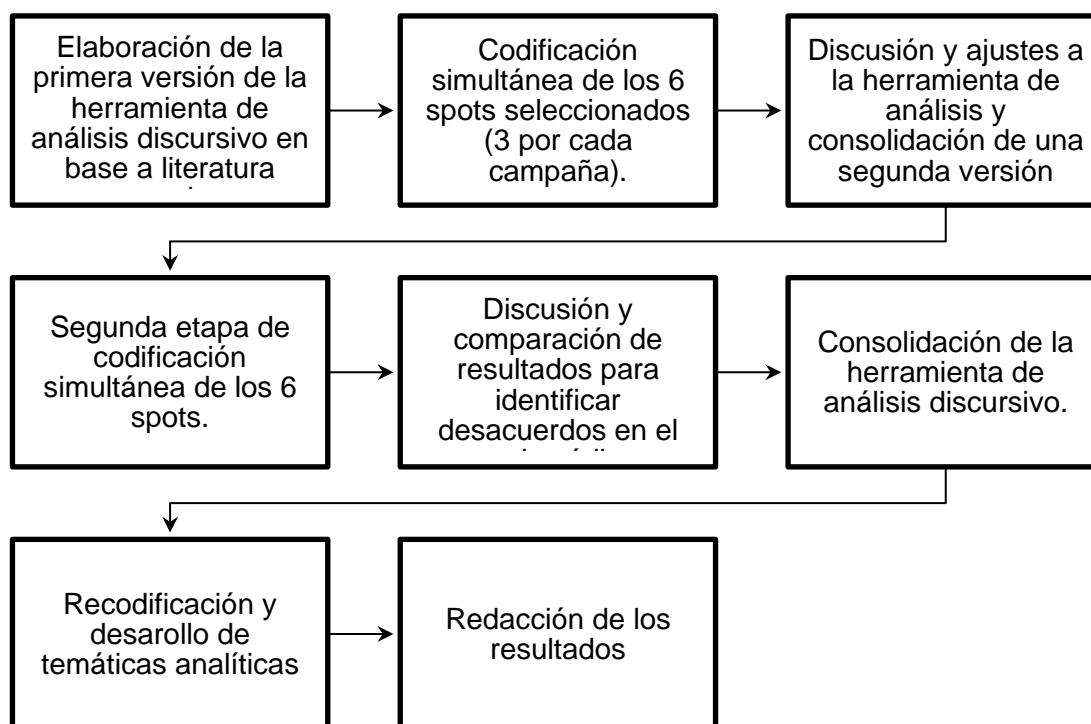 Elaboración de la
primera versión de la
herramienta de
análisis discursivo en
base a literatura
Codificación
simultánea de los 6
spots seleccionados
(3 por cada
campaña).
Discusión y ajustes a
la herramienta de
análisis y
consolidación de una
segunda versión
Segunda etapa de
codificación
simultánea de los 6
spots.
Discusión y
comparación de
resultados para
identificar
desacuerdos en el
Consolidación de la
herramienta de
análisis discursivo.
Recodificación y
desarollo de
temáticas analíticas
Redacción de los
resultados